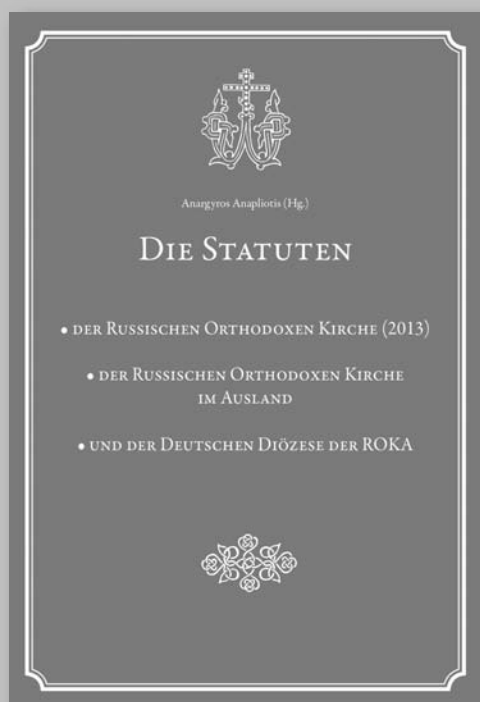 Anargyros Anapliotis (Hg.)
Die Statuten
• der Russischen Orthodoxen Kirche (2013)
• der Russischen Orthodoxen Kirche
im Ausland
• und der Deutschen Diözese der ROKA